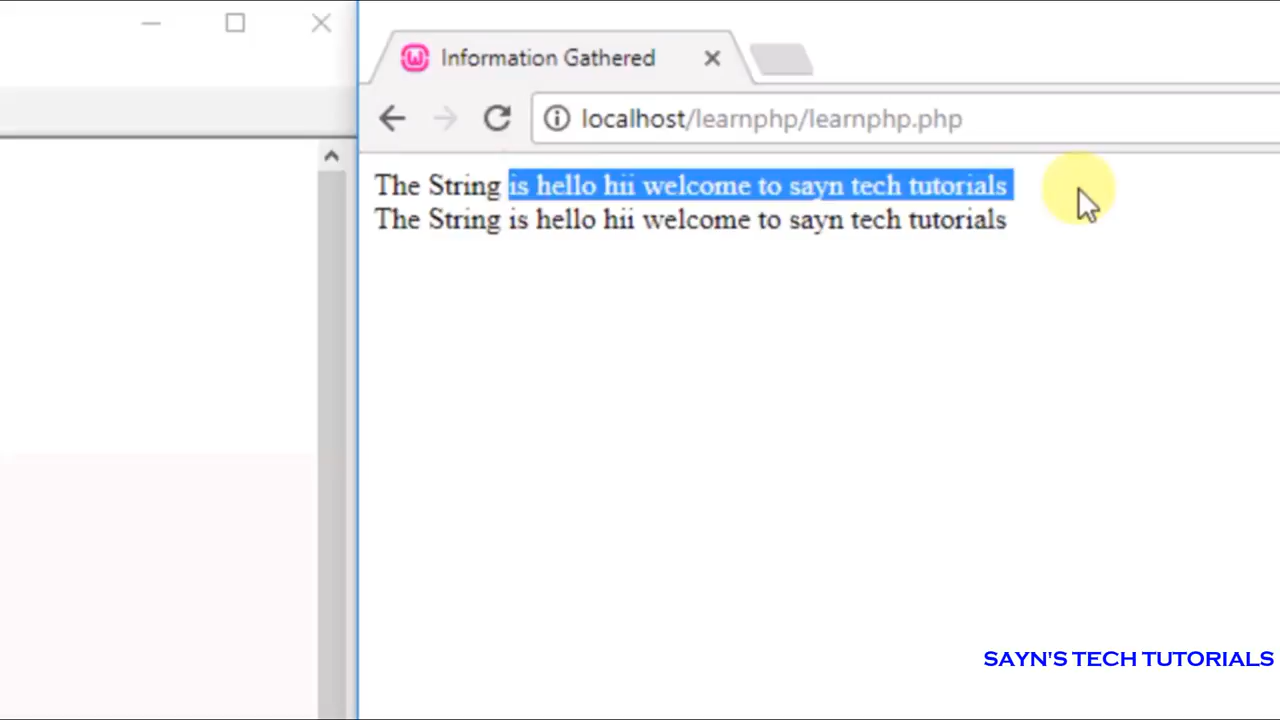 Information Gathered
localhost/learnphp/learnphp.php
The String is hello hii welcome to sayn tech tutorials
The String is hello hii welcome to sayn tech tutorials
SAYN'S TECH TUTORIALS